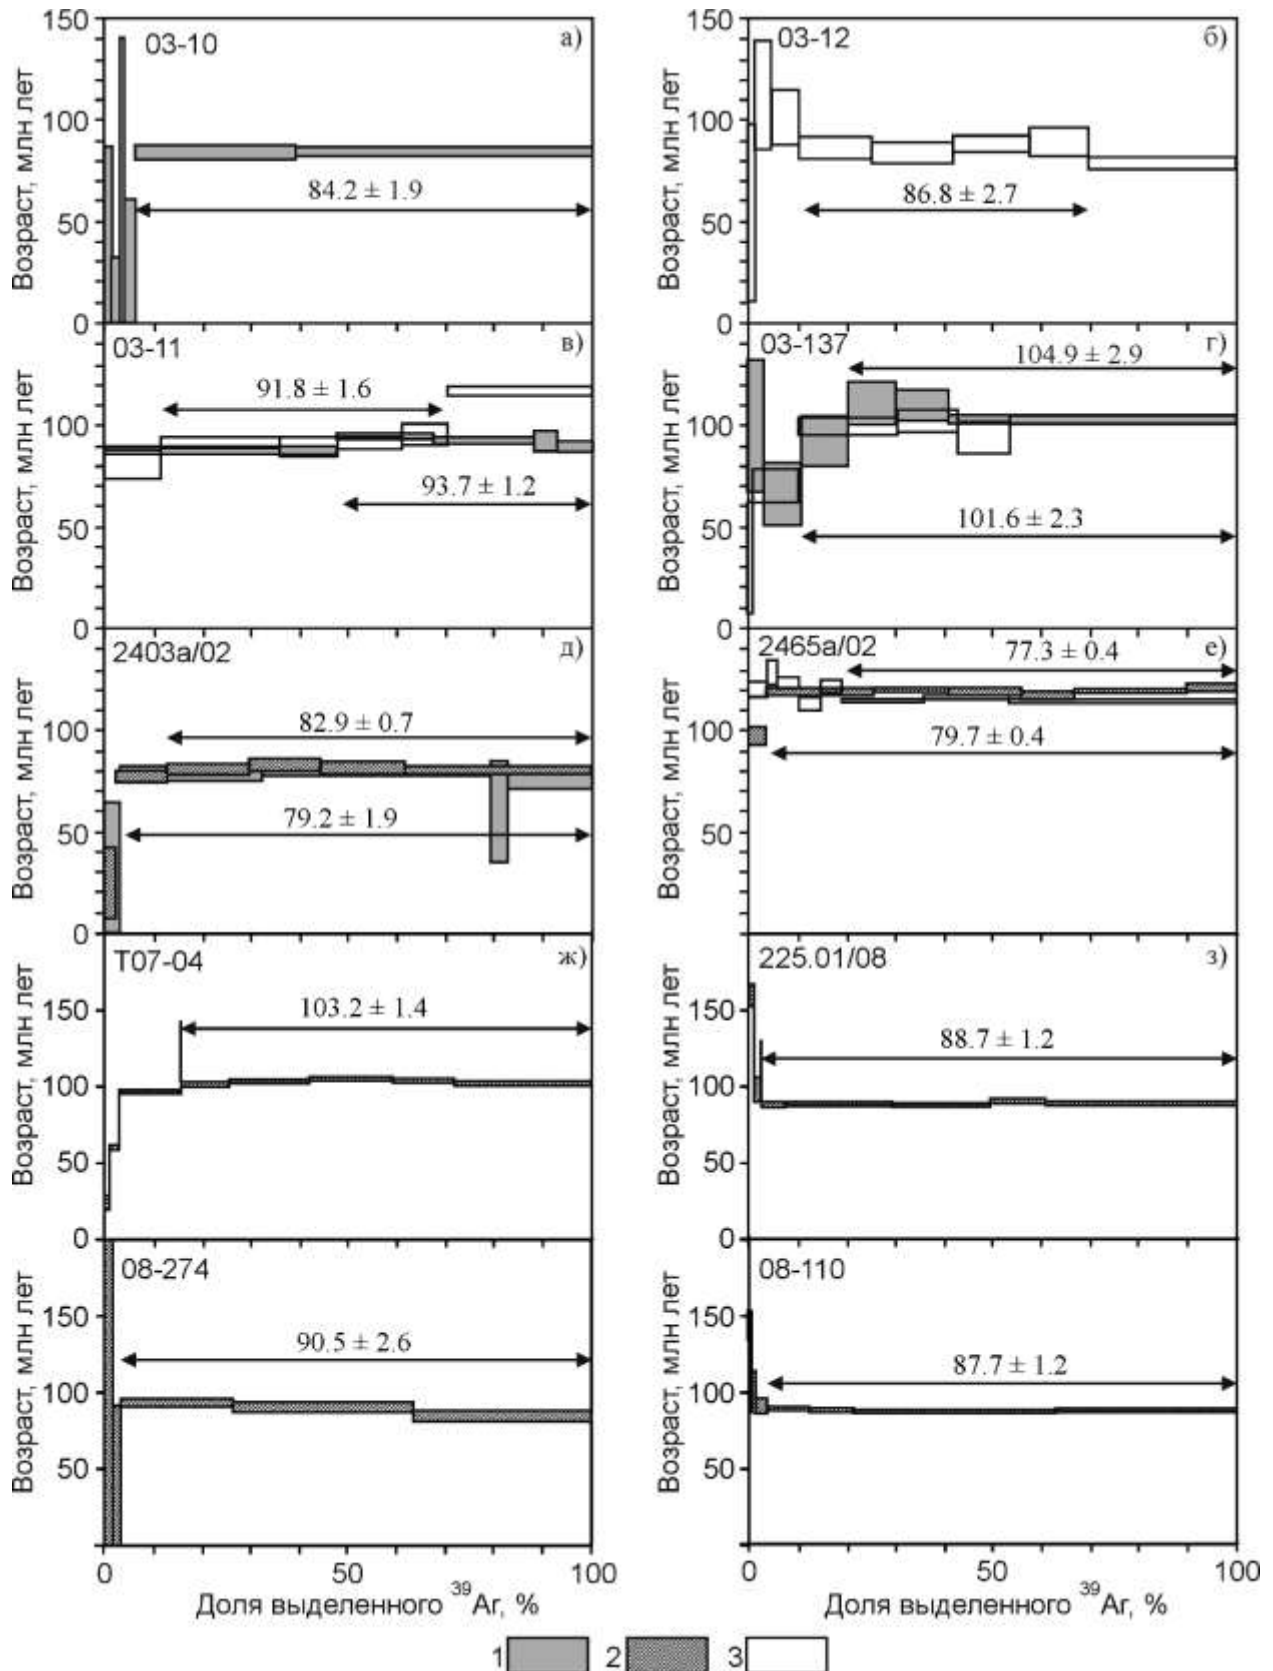 150
03-10
а)
Возраст, млн лет
100
84.2 ± 1.9
50
0
150
03-12
б)
Возраст, млн лет
100
86.8 ± 2.7
50
0
03-11
в)
Возраст, млн лет
91.8 ± 1.6
100
93.7 ± 1.2
50
0
03-137
г)
Возраст, млн лет
104.9 ± 2.9
100
101.6 ± 2.3
50
0
2403а/02
д)
Возраст, млн лет
82.9 ± 0.7
100
79.2 ± 1.9
50
0
2465а/02
е)
Возраст, млн лет
77.3 ± 0.4
100
79.7 ± 0.4
50
0
Т07-04
ж)
Возраст, млн лет
150
103.2 ± 1.4
100
50
0
225.01/08
з)
Возраст, млн лет
150
88.7 ± 1.2
100
50
0
08-274
Возраст, млн лет
150
90.5 ± 2.6
100
50
0 50 100
Доля выделенного ³⁹Ar, %
08-110
Возраст, млн лет
150
87.7 ± 1.2
100
50
0 50 100
Доля выделенного ³⁹Ar, %
1 2 3